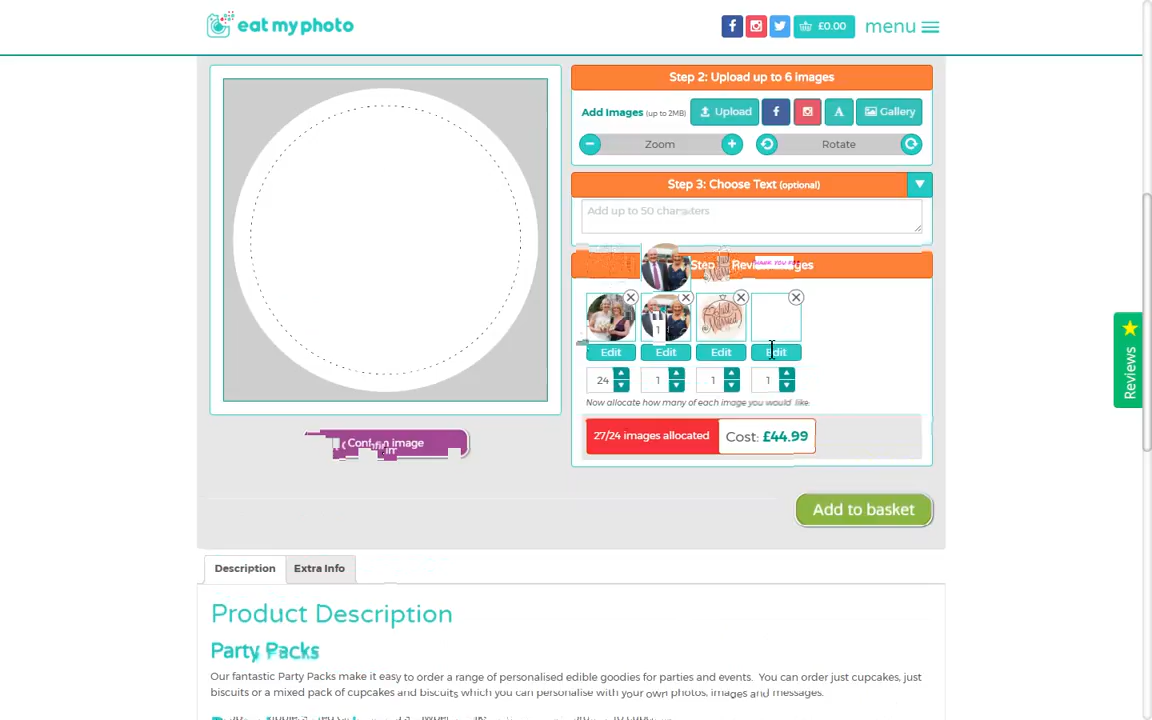 eat my photo
£0.00
menu
Step 2: Upload up to 6 images
Add Images (up to 2MB)
Upload
A
Gallery
Zoom
Rotate
Step 3: Choose Text (optional)
Add up to 50 characters
Review Images
Edit
Edit
Edit
Edit
24
1
1
1
Now allocate how many of each image you would like:
27/24 images allocated
Cost: £44.99
Confirm image
Add to basket
Reviews
Description
Extra Info
Product Description
Party Packs
Our fantastic Party Packs make it easy to order a range of personalised edible goodies for parties and events. You can order just cupcakes, just
biscuits or a mixed pack of cupcakes and biscuits which you can personalise with your own photos, images and messages.